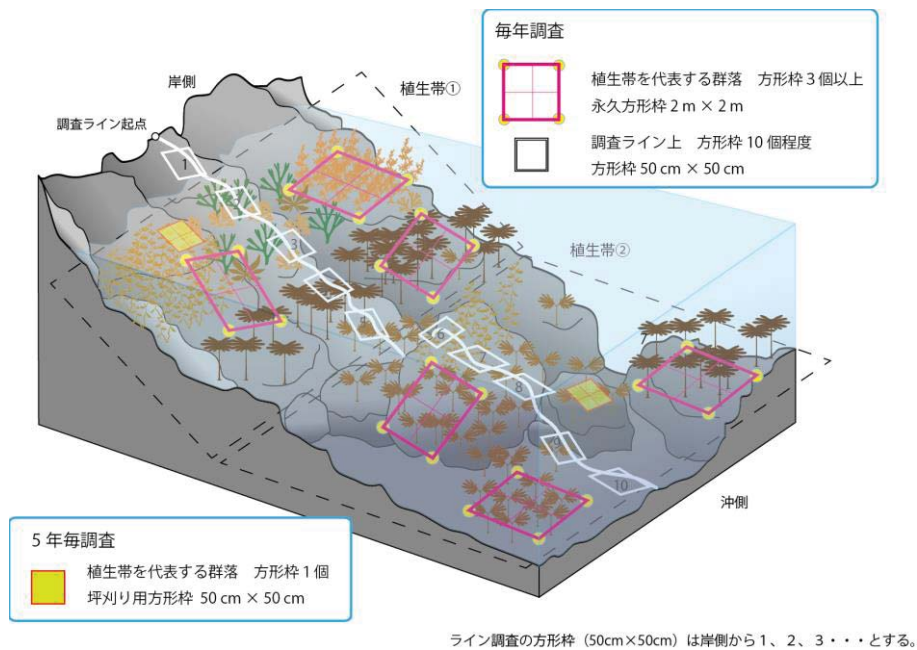 毎年調査
植生帯を代表する群落　方形枠 3 個以上
永久方形枠 2 m × 2 m
調査ライン上　方形枠 10 個程度
方形枠 50 cm × 50 cm
岸側
植生帯①
調査ライン起点
1
2
3
植生帯②
6
7
8
9
10
沖側
5 年毎調査
植生帯を代表する群落　方形枠 1 個
坪刈り用方形枠 50 cm × 50 cm
ライン調査の方形枠（50cm×50cm）は岸側から 1 、2 、3 ・・・とする。